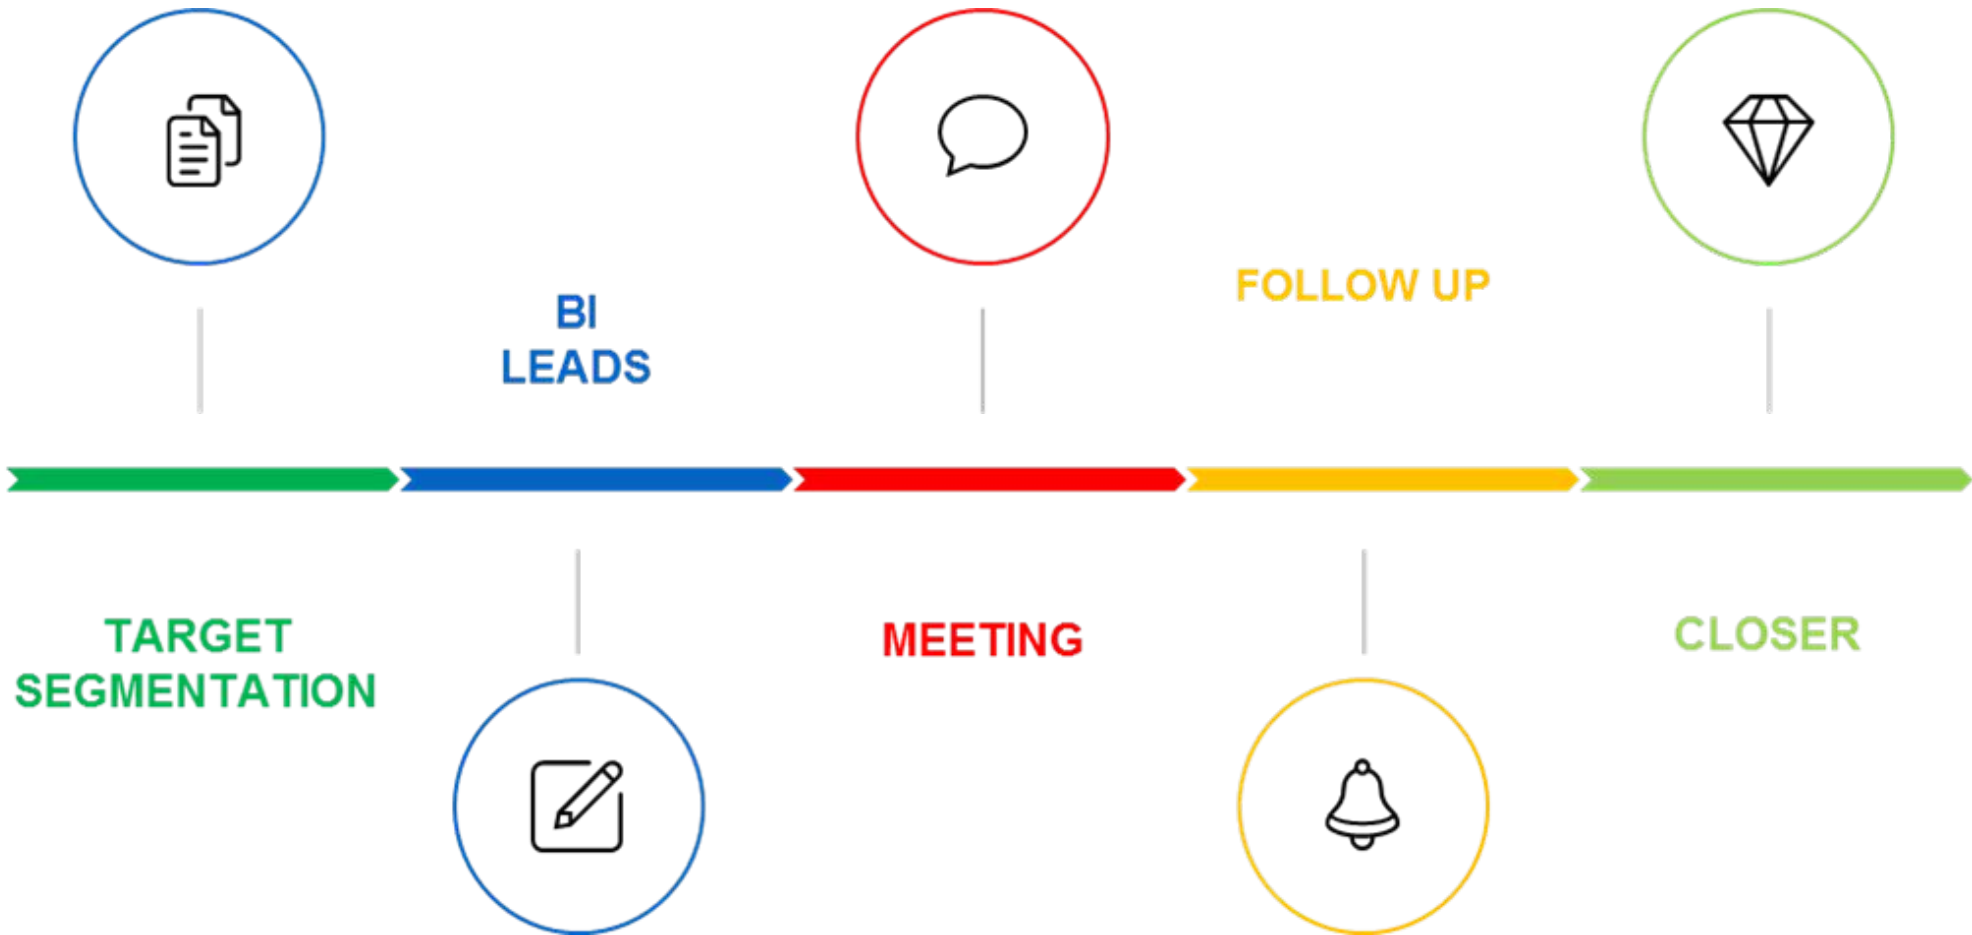 TARGET
SEGMENTATION
BI
LEADS
MEETING
FOLLOW UP
CLOSER